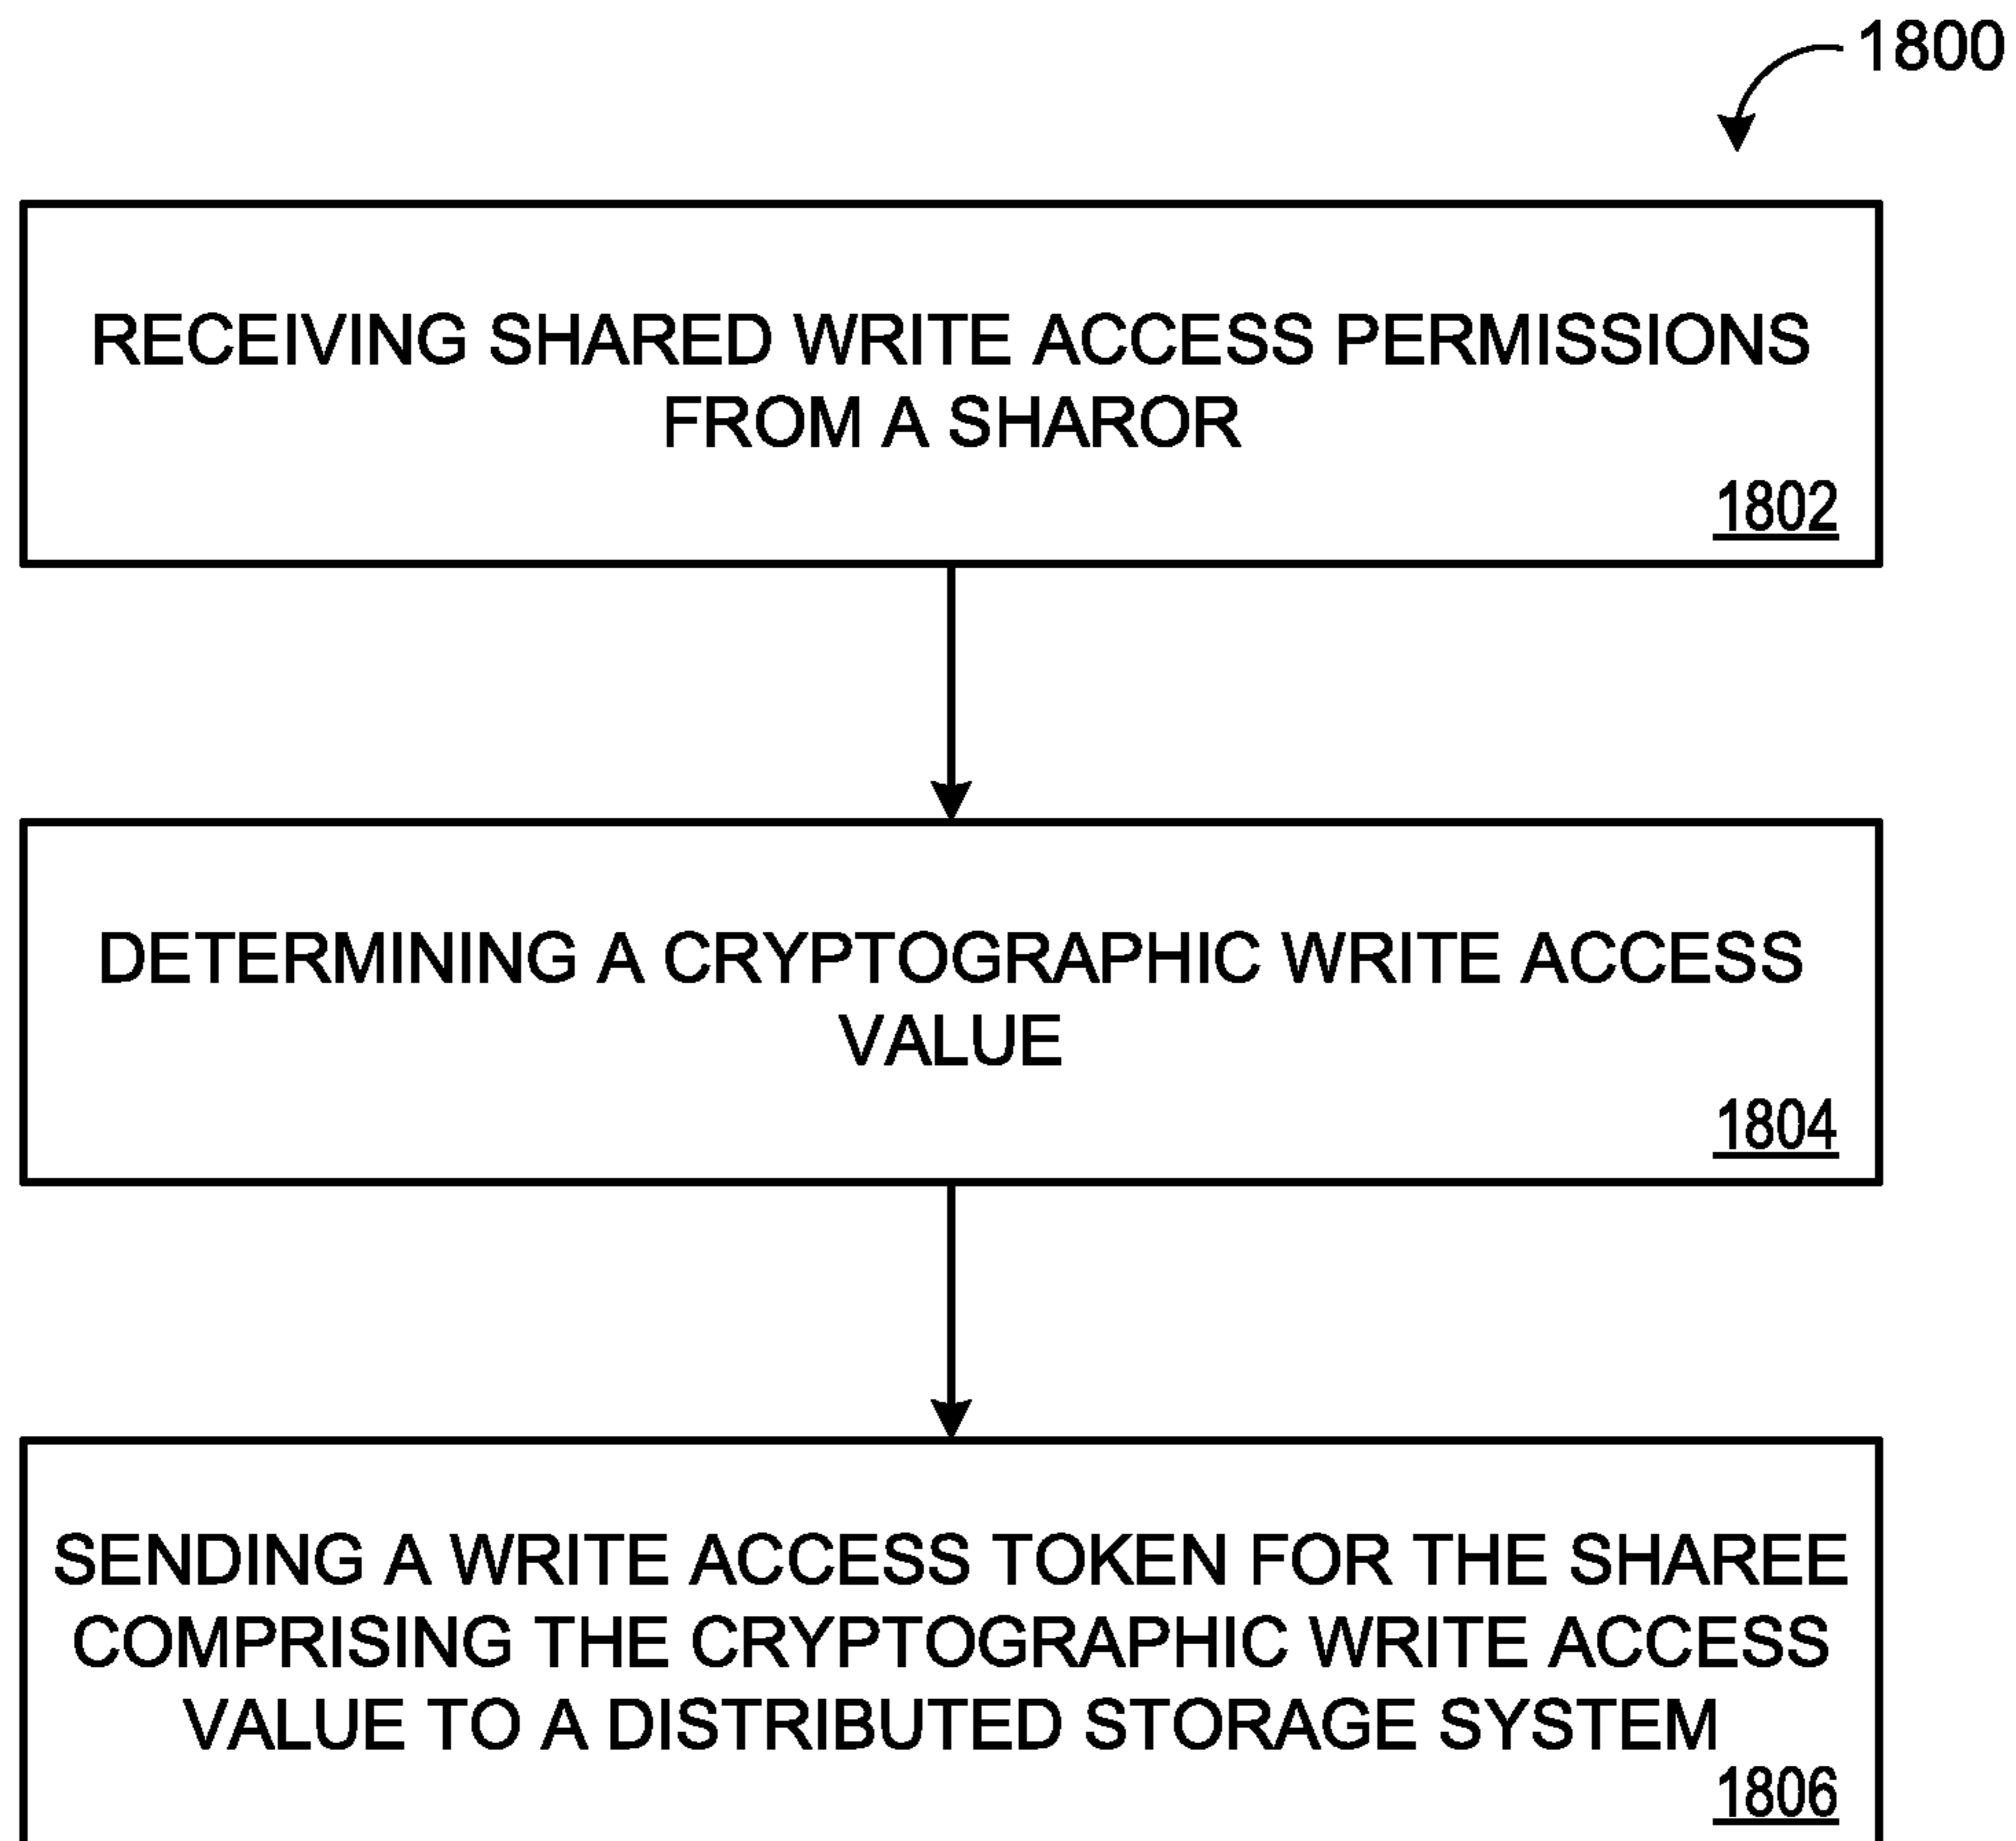 1800
RECEIVING SHARED WRITE ACCESS PERMISSIONS
FROM A SHAROR
1802
DETERMINING A CRYPTOGRAPHIC WRITE ACCESS
VALUE
1804
SENDING A WRITE ACCESS TOKEN FOR THE SHAREE
COMPRISING THE CRYPTOGRAPHIC WRITE ACCESS
VALUE TO A DISTRIBUTED STORAGE SYSTEM
1806